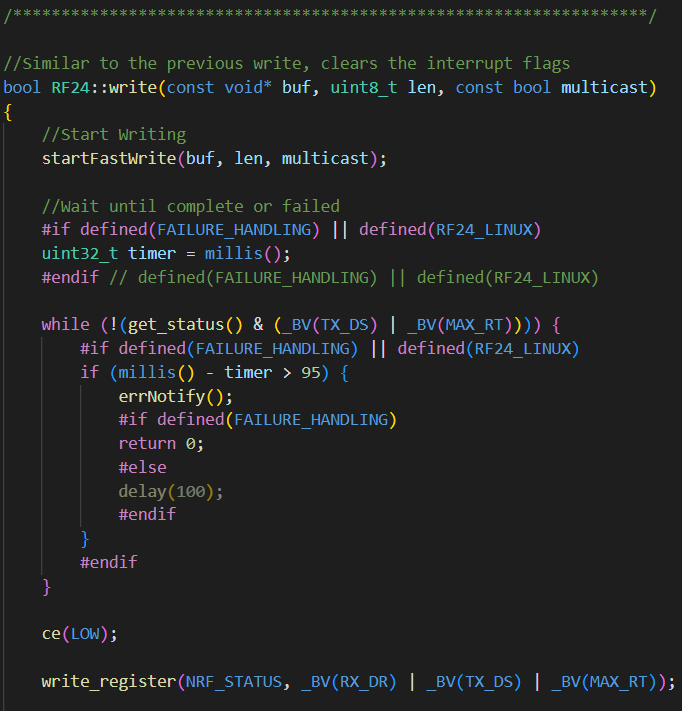 /******************************************************************/
//Similar to the previous write, clears the interrupt flags
bool RF24::write(const void* buf, uint8_t len, const bool multicast)
{
    //Start Writing
    startFastWrite(buf, len, multicast);

    //Wait until complete or failed
    #if defined(FAILURE_HANDLING) || defined(RF24_LINUX)
    uint32_t timer = millis();
    #endif // defined(FAILURE_HANDLING) || defined(RF24_LINUX)

    while (!(get_status() & (_BV(TX_DS) | _BV(MAX_RT)))) {
        #if defined(FAILURE_HANDLING) || defined(RF24_LINUX)
        if (millis() - timer > 95) {
            errNotify();
            #if defined(FAILURE_HANDLING)
            return 0;
            #else
            delay(100);
            #endif
        }
        #endif
    }

    ce(LOW);

    write_register(NRF_STATUS, _BV(RX_DR) | _BV(TX_DS) | _BV(MAX_RT));